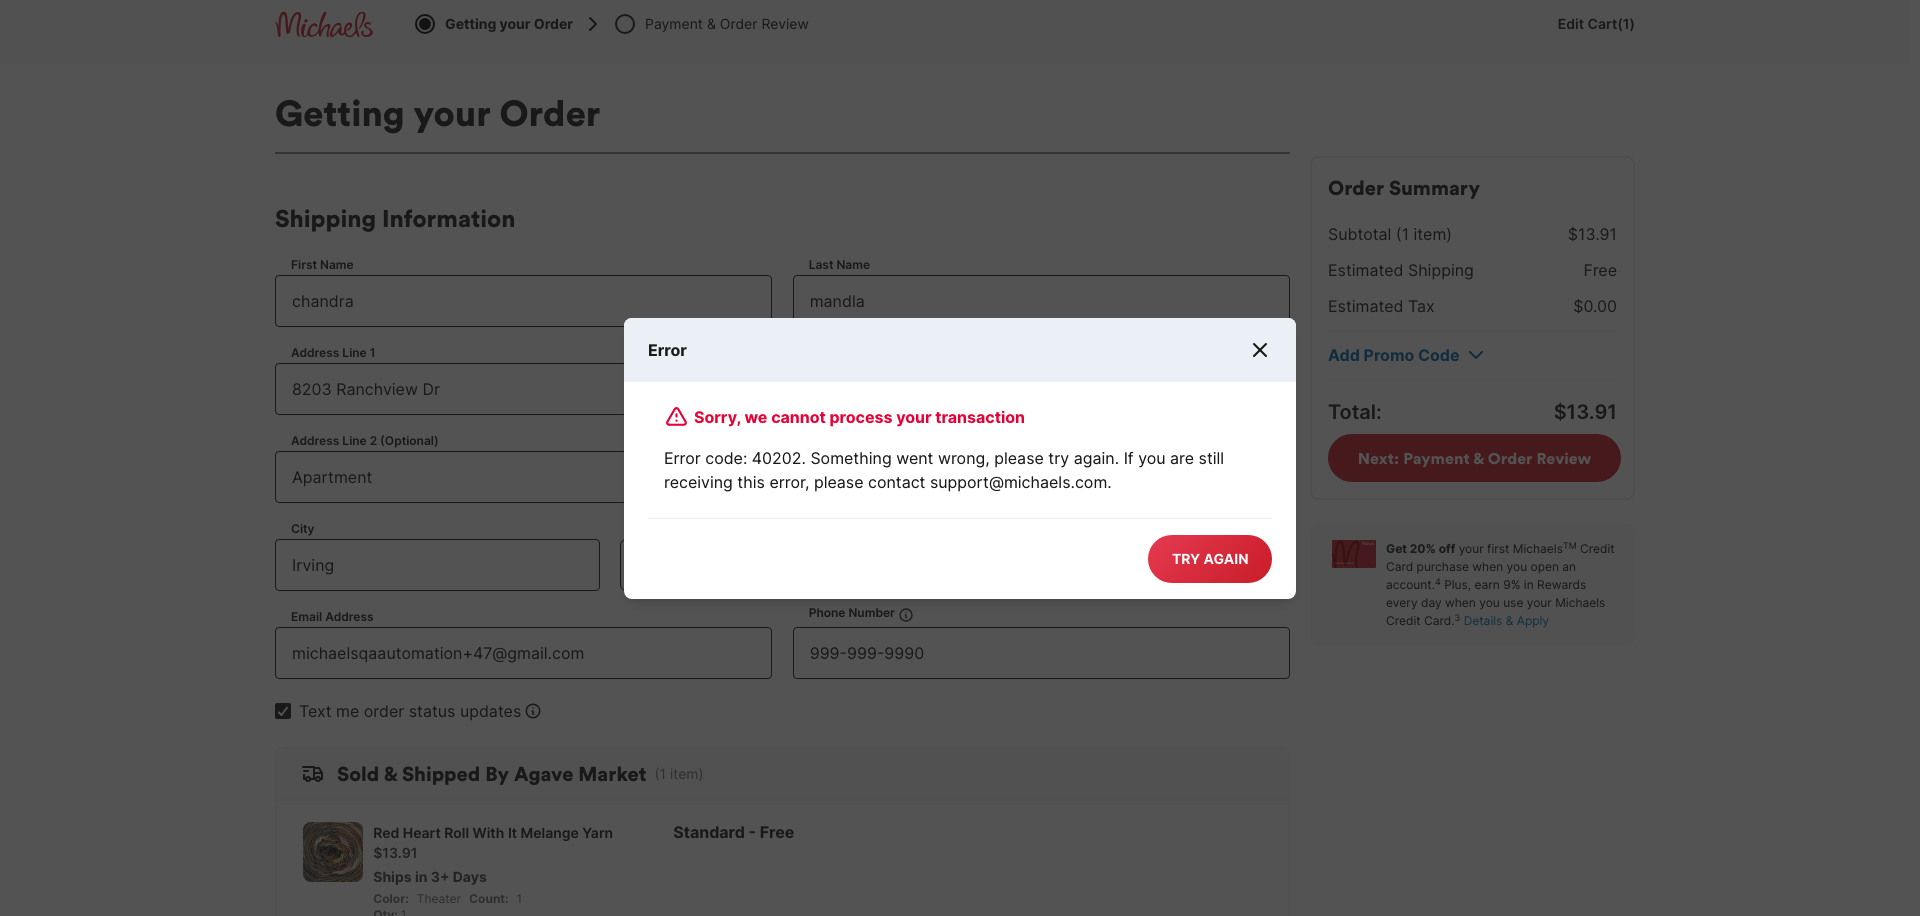 Michaels
Getting your Order
Payment & Order Review
Edit Cart(1)
Getting your Order
Shipping Information
First Name
Last Name
chandra
mandla
Address Line 1
8203 Ranchview Dr
Address Line 2 (Optional)
Apartment
City
Irving
Email Address
Phone Number
michaelsqaautomation+47@gmail.com
999-999-9990
Text me order status updates
Sold & Shipped By Agave Market (1 item)
Red Heart Roll With It Melange Yarn
$13.91
Ships in 3+ Days
Color: Theater Count: 1
Qty: 1
Standard - Free
Order Summary
Subtotal (1 item) $13.91
Estimated Shipping Free
Estimated Tax $0.00
Add Promo Code
Total: $13.91
Next: Payment & Order Review
Get 20% off your first Michaels™ Credit
Card purchase when you open an
account.⁴ Plus, earn 9% in Rewards
every day when you use your Michaels
Credit Card.³ Details & Apply
Error
Sorry, we cannot process your transaction
Error code: 40202. Something went wrong, please try again. If you are still
receiving this error, please contact support@michaels.com.
TRY AGAIN